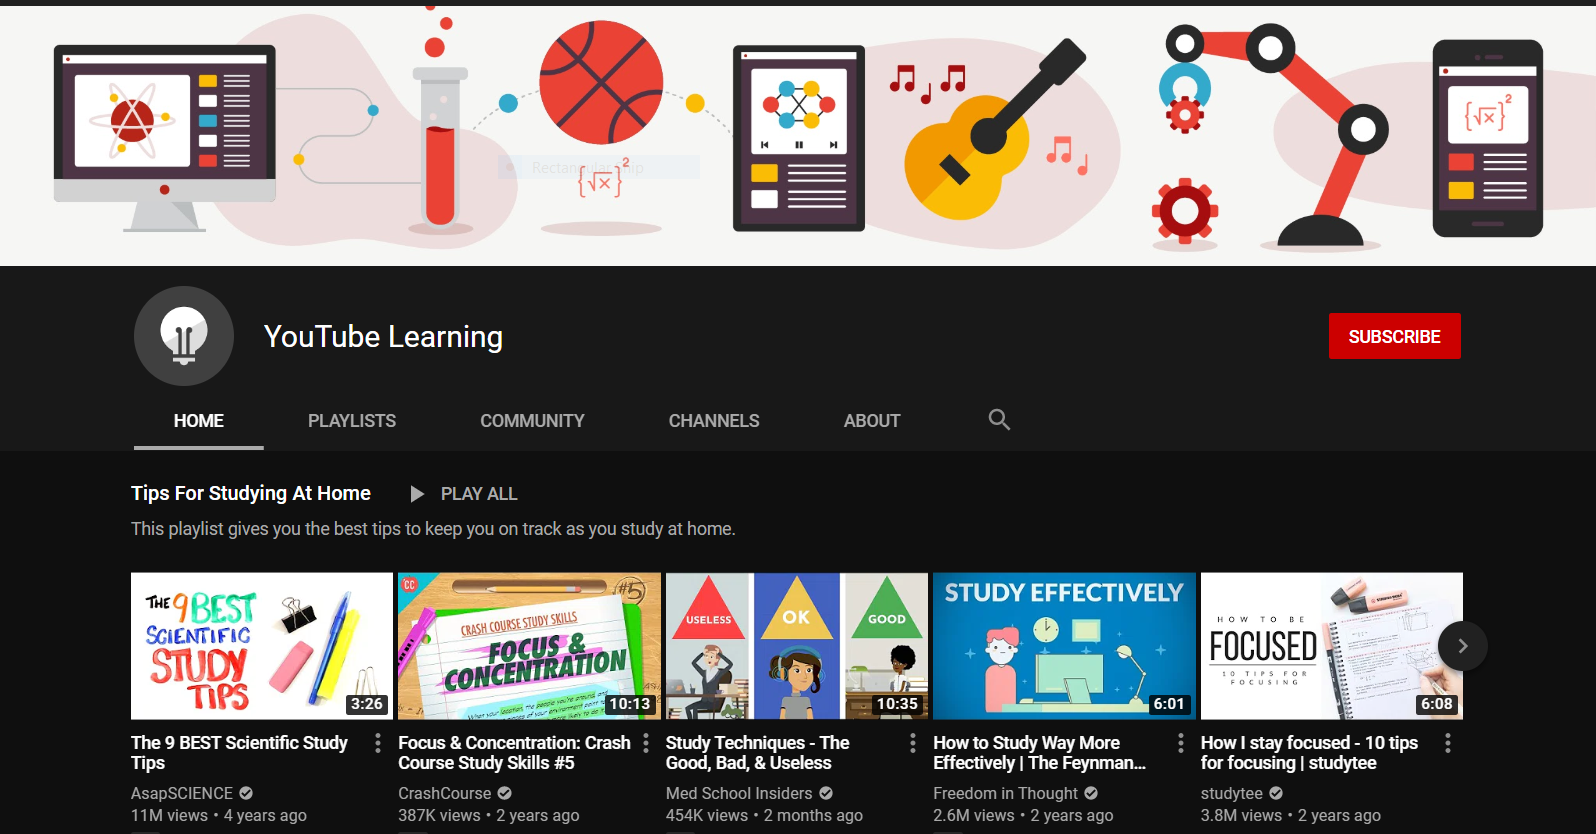 Rectangular Snip
{√x}²
{√x}²
YouTube Learning
SUBSCRIBE
HOME PLAYLISTS COMMUNITY CHANNELS ABOUT
Tips For Studying At Home PLAY ALL
This playlist gives you the best tips to keep you on track as you study at home.
THE 9 BEST
SCIENTIFIC
STUDY
TIPS
3:26
CC
#5
CRASH COURSE STUDY SKILLS
FOCUS &
CONCENTRATION
10:13
USELESS
OK
GOOD
10:35
STUDY EFFECTIVELY
6:01
HOW TO BE
FOCUSED
10 TIPS FOR
FOCUSING
6:08
The 9 BEST Scientific Study
Tips
AsapSCIENCE
11M views • 4 years ago
Focus & Concentration: Crash
Course Study Skills #5
CrashCourse
387K views • 2 years ago
Study Techniques - The
Good, Bad, & Useless
Med School Insiders
454K views • 2 months ago
How to Study Way More
Effectively | The Feynman...
Freedom in Thought
2.6M views • 2 years ago
How I stay focused - 10 tips
for focusing | studytee
studytee
3.8M views • 2 years ago